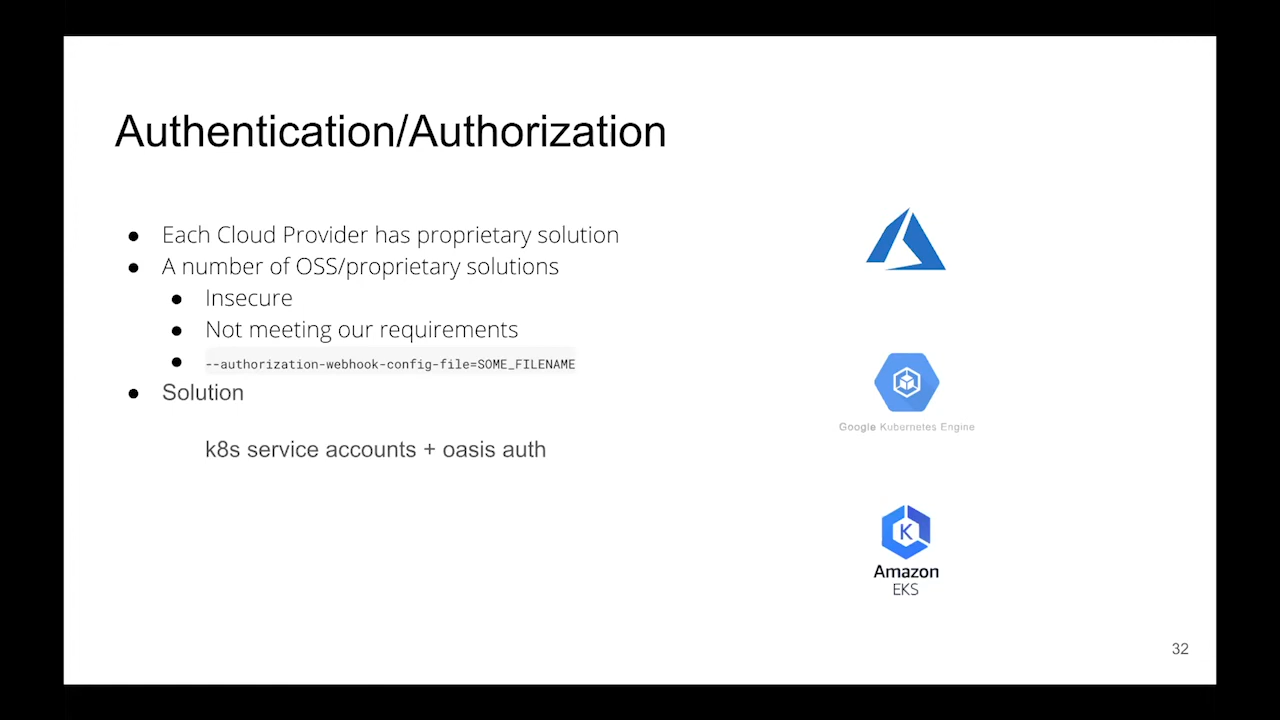 Authentication/Authorization
● Each Cloud Provider has proprietary solution
● A number of OSS/proprietary solutions
● Insecure
● Not meeting our requirements
● --authorization-webhook-config-file=SOME_FILENAME
● Solution
k8s service accounts + oasis auth
Google Kubernetes Engine
K
Amazon
EKS
32